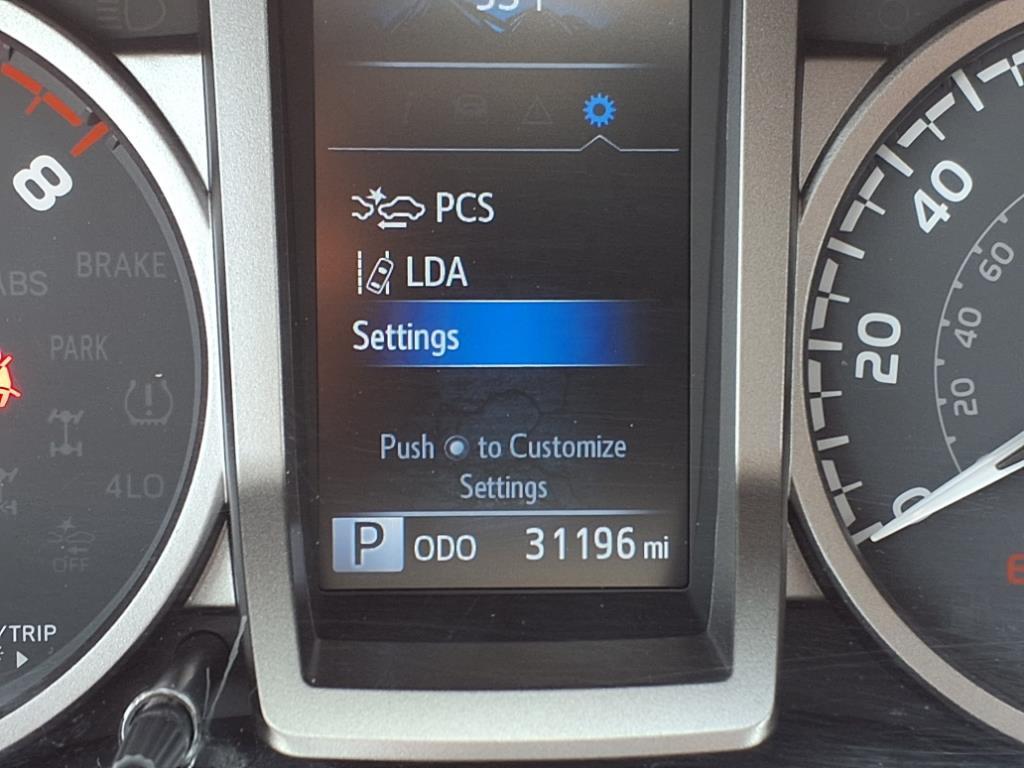 8
ABS
BRAKE
PARK
4LO
OFF
/TRIP
PCS
LDA
Settings
Push to Customize
Settings
P ODO 31196 mi
40
20
0
60
40
20